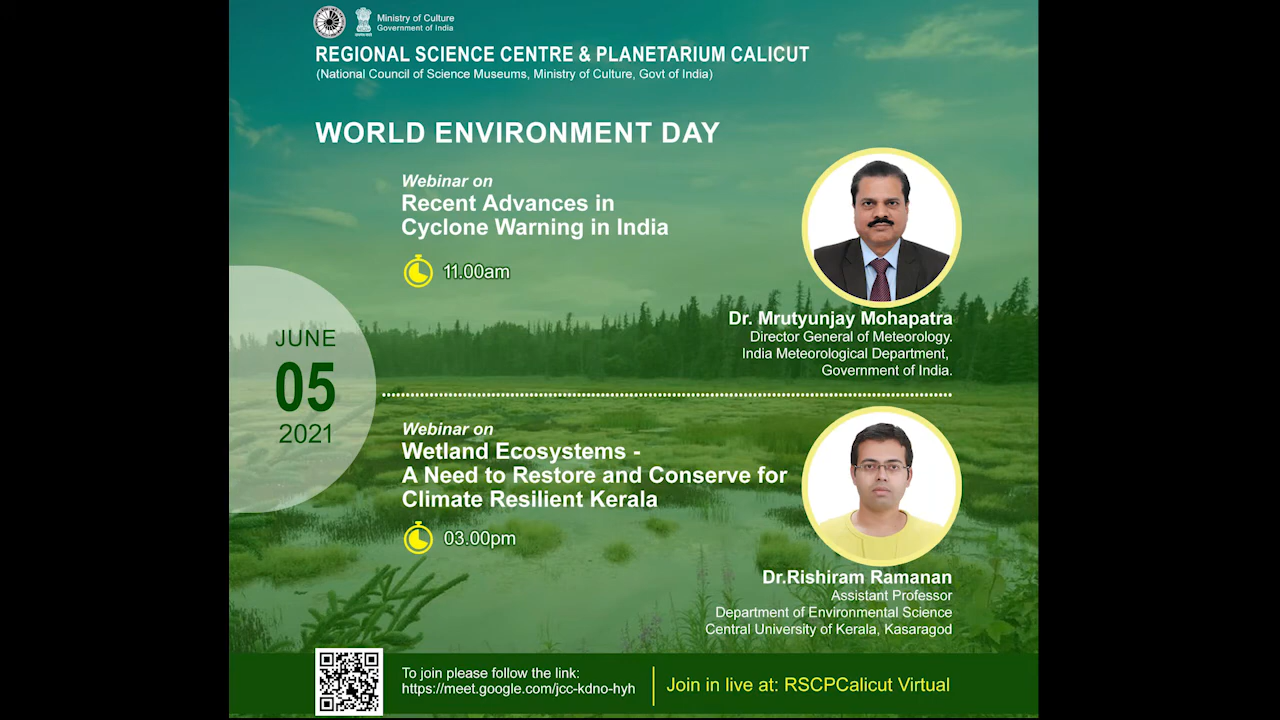 Ministry of Culture
Government of India
REGIONAL SCIENCE CENTRE & PLANETARIUM CALICUT
(National Council of Science Museums, Ministry of Culture, Govt of India)
WORLD ENVIRONMENT DAY
Webinar on
Recent Advances in
Cyclone Warning in India
11.00am
Dr. Mrutyunjay Mohapatra
Director General of Meteorology.
India Meteorological Department,
Government of India.
JUNE
05
2021
Webinar on
Wetland Ecosystems -
A Need to Restore and Conserve for
Climate Resilient Kerala
03.00pm
Dr.Rishiram Ramanan
Assistant Professor
Department of Environmental Science
Central University of Kerala, Kasaragod
To join please follow the link:
https://meet.google.com/jcc-kdno-hyh
Join in live at: RSCPCalicut Virtual